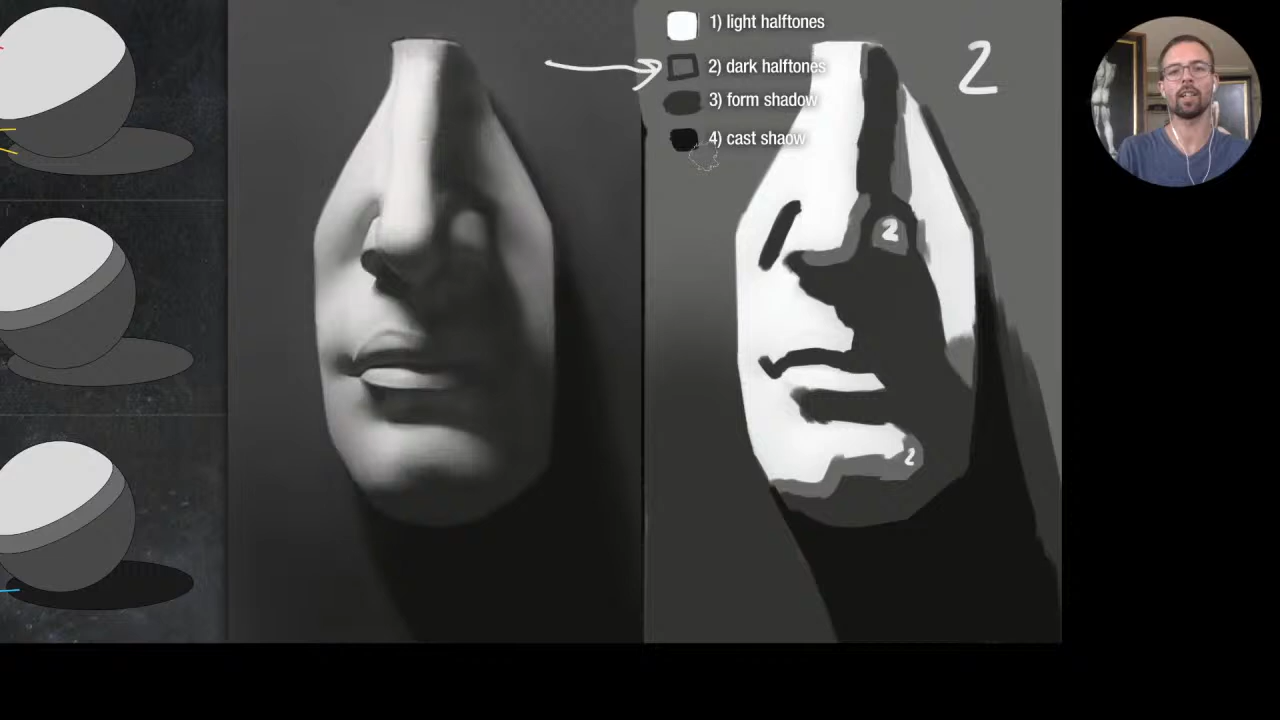 1) light halftones
2) dark halftones
3) form shadow
4) cast shaow
2
2
2